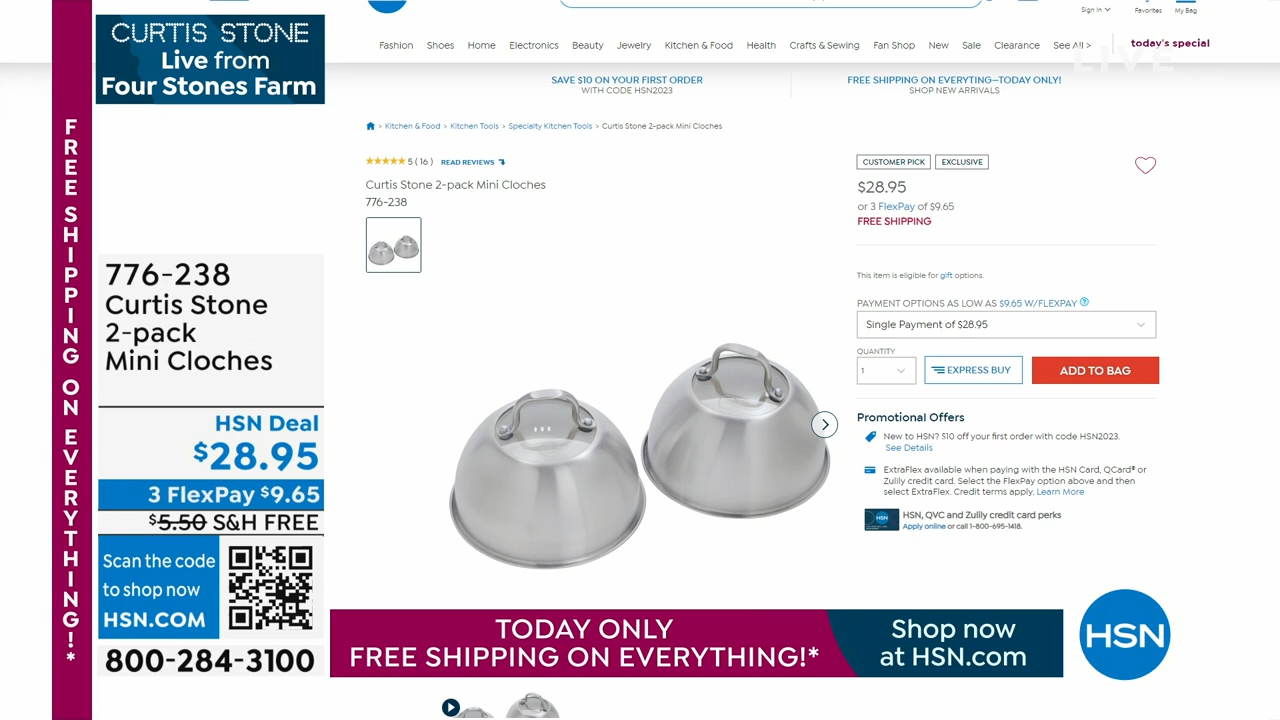 CURTIS STONE
Live from
Four Stones Farm
FREE SHIPPING ON EVERYTHING!*
776-238
Curtis Stone
2-pack
Mini Cloches
HSN Deal
$28.95
3 FlexPay $9.65
$5.50 S&H FREE
Scan the code
to shop now
HSN.COM
800-284-3100
Sign In
Favorites
My Bag
Fashion Shoes Home Electronics Beauty Jewelry Kitchen & Food Health Crafts & Sewing Fan Shop New Sale Clearance See All > today's special
LIVE
SAVE $10 ON YOUR FIRST ORDER
WITH CODE HSN2023
FREE SHIPPING ON EVERYTHING—TODAY ONLY!
SHOP NEW ARRIVALS
> Kitchen & Food > Kitchen Tools > Specialty Kitchen Tools > Curtis Stone 2-pack Mini Cloches
5 ( 16 ) READ REVIEWS
Curtis Stone 2-pack Mini Cloches
776-238
CUSTOMER PICK EXCLUSIVE
$28.95
or 3 FlexPay of $9.65
FREE SHIPPING
This item is eligible for gift options.
PAYMENT OPTIONS AS LOW AS $9.65 W/FLEXPAY ?
Single Payment of $28.95
QUANTITY
1
EXPRESS BUY
ADD TO BAG
Promotional Offers
New to HSN? $10 off your first order with code HSN2023.
See Details
ExtraFlex available when paying with the HSN Card, QCard® or
Zulily credit card. Select the FlexPay option above and then
select ExtraFlex. Credit terms apply. Learn More
HSN, QVC and Zulily credit card perks
Apply online or call 1-800-695-1418.
TODAY ONLY
FREE SHIPPING ON EVERYTHING!*
Shop now
at HSN.com
HSN